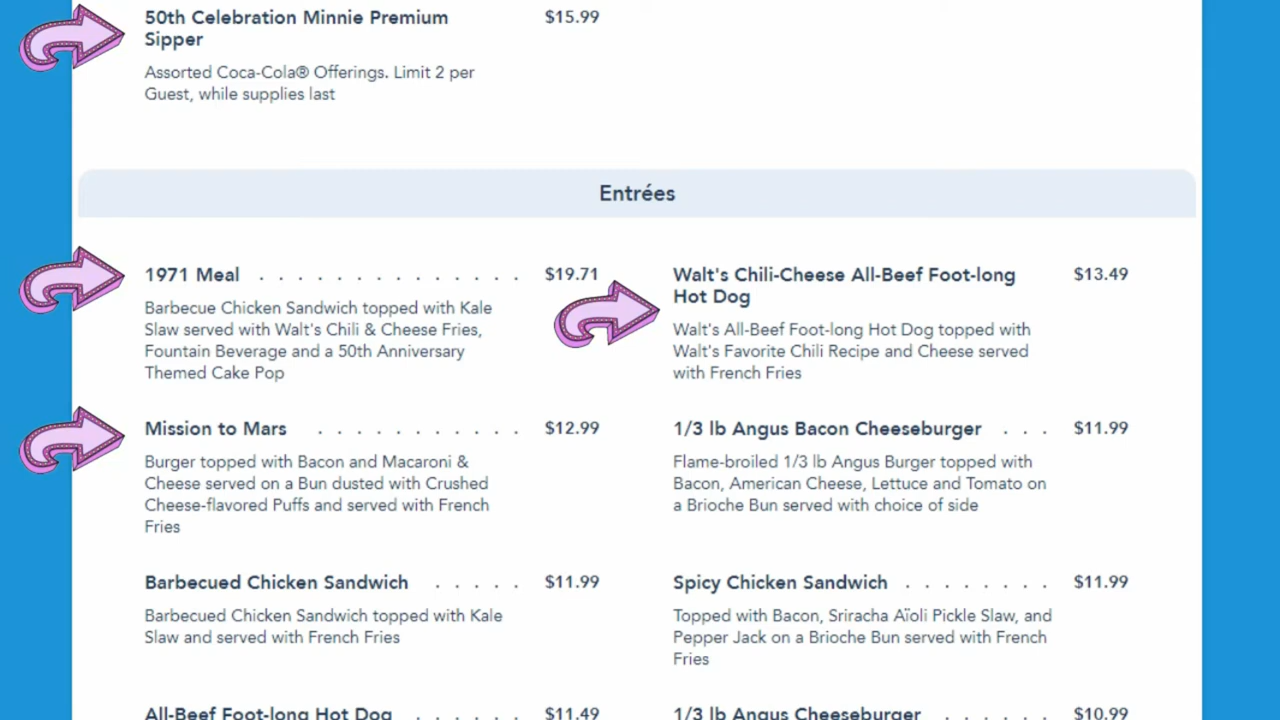 50th Celebration Minnie Premium $15.99
Sipper
Assorted Coca-Cola® Offerings. Limit 2 per
Guest, while supplies last
Entrées
1971 Meal . . . . . . . . . . . . . . $19.71
Barbecue Chicken Sandwich topped with Kale
Slaw served with Walt's Chili & Cheese Fries,
Fountain Beverage and a 50th Anniversary
Themed Cake Pop
Walt's Chili-Cheese All-Beef Foot-long $13.49
Hot Dog
Walt's All-Beef Foot-long Hot Dog topped with
Walt's Favorite Chili Recipe and Cheese served
with French Fries
Mission to Mars . . . . . . . . . . . $12.99
Burger topped with Bacon and Macaroni &
Cheese served on a Bun dusted with Crushed
Cheese-flavored Puffs and served with French
Fries
1/3 lb Angus Bacon Cheeseburger . . . $11.99
Flame-broiled 1/3 lb Angus Burger topped with
Bacon, American Cheese, Lettuce and Tomato on
a Brioche Bun served with choice of side
Barbecued Chicken Sandwich . . . . . $11.99
Barbecued Chicken Sandwich topped with Kale
Slaw and served with French Fries
Spicy Chicken Sandwich . . . . . . . . $11.99
Topped with Bacon, Sriracha Aïoli Pickle Slaw, and
Pepper Jack on a Brioche Bun served with French
Fries
All-Beef Foot-long Hot Dog . . . . . . $11.49
1/3 lb Angus Cheeseburger . . . . . . $10.99